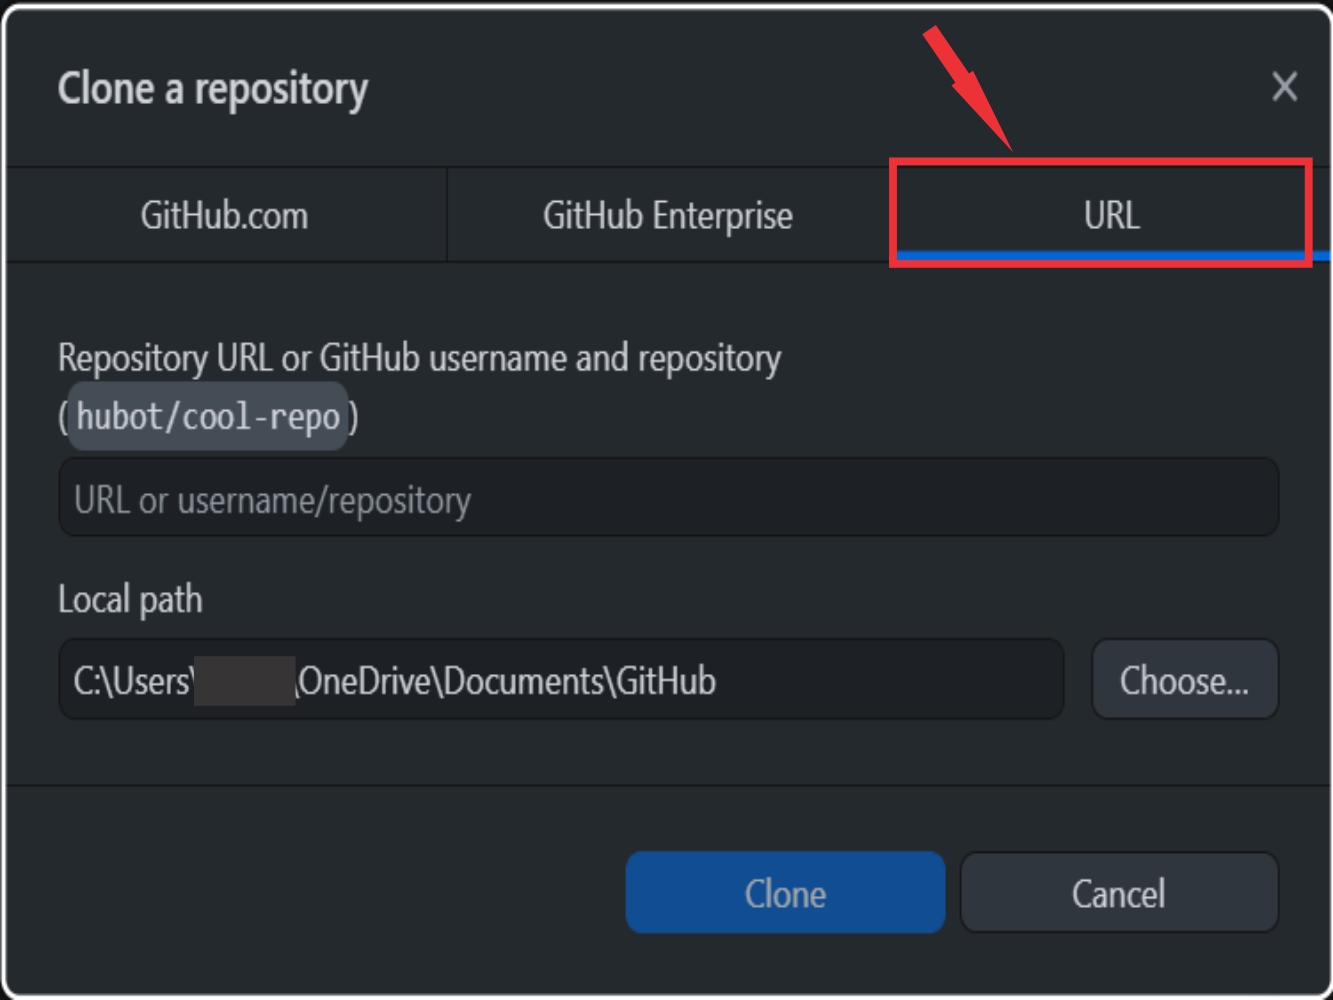 Clone a repository
GitHub.com
GitHub Enterprise
URL
Repository URL or GitHub username and repository
(hubot/cool-repo)
URL or username/repository
Local path
C:\Users\ \OneDrive\Documents\GitHub
Choose...
Clone
Cancel